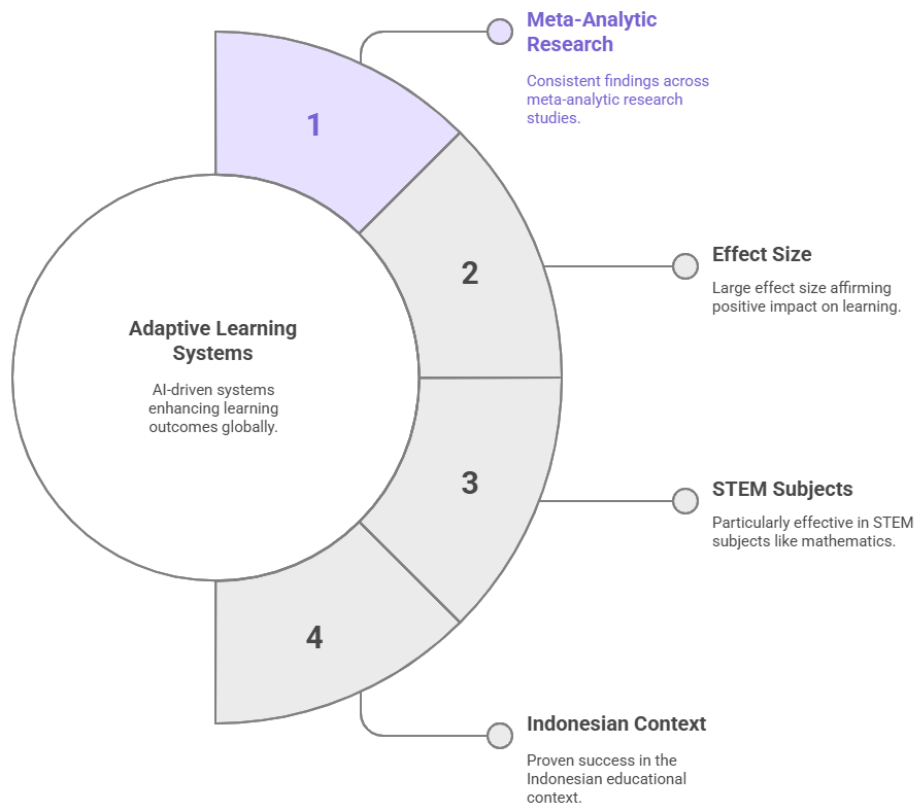 Meta-Analytic
Research
Consistent findings across
meta-analytic research
studies.
1
2
Effect Size
Large effect size affirming
positive impact on learning.
Adaptive Learning
Systems
AI-driven systems
enhancing learning
outcomes globally.
3
STEM Subjects
Particularly effective in STEM
subjects like mathematics.
4
Indonesian Context
Proven success in the
Indonesian educational
context.